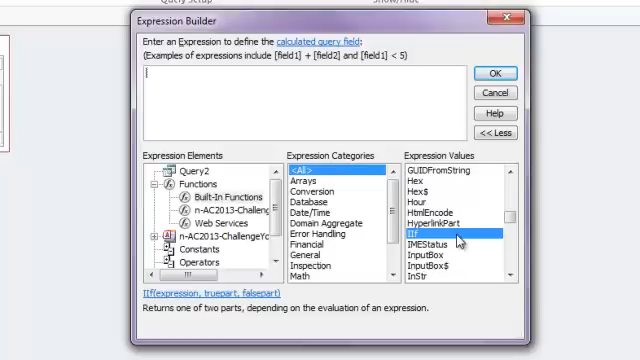 Query Setup
Show/Hide
Expression Builder
Enter an Expression to define the calculated query field:
(Examples of expressions include [field1] + [field2] and [field1] < 5)
OK
Cancel
Help
<< Less
Expression Elements
Query2
Functions
Built-In Functions
n-AC2013-Challeng
Web Services
n-AC2013-ChallengeYo
Constants
Operators
Expression Categories
<All>
Arrays
Conversion
Database
Date/Time
Domain Aggregate
Error Handling
Financial
General
Inspection
Math
Expression Values
GUIDFromString
Hex
Hex$
Hour
HtmlEncode
HyperlinkPart
IIf
IMEStatus
InputBox
InputBox$
InStr
IIf(expression, truepart, falsepart)
Returns one of two parts, depending on the evaluation of an expression.